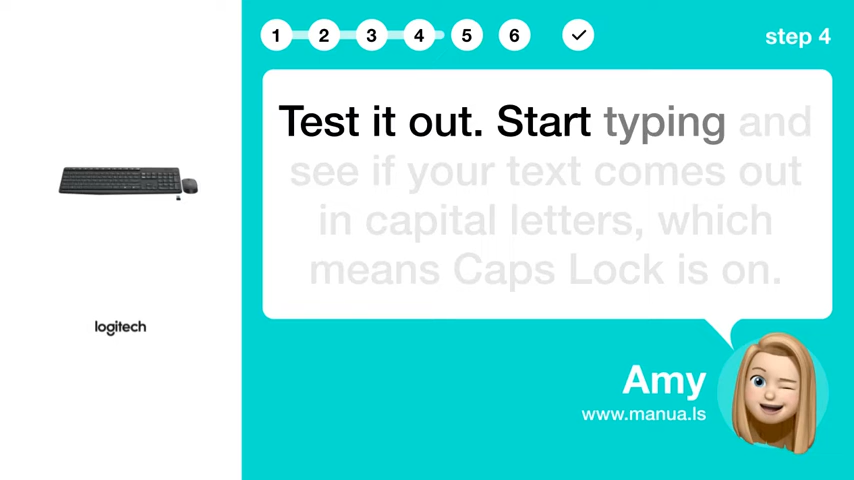 1 2 3 4 5 6 step 4
Test it out. Start typing and
see if your text comes out
in capital letters, which
means Caps Lock is on.
logitech
Amy
www.manua.ls